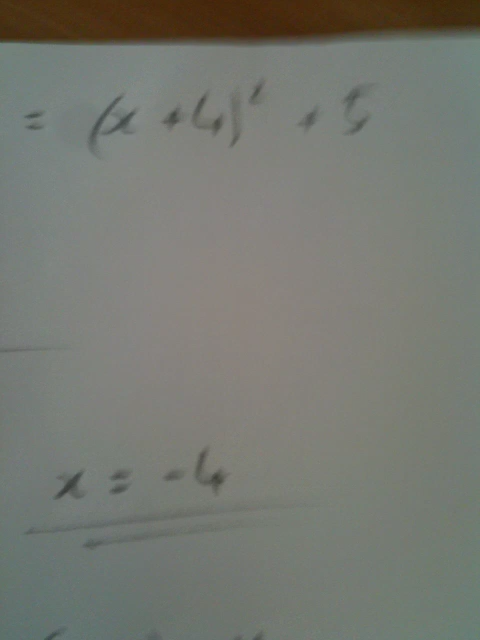 = (x + 4)² + 5
x = -4